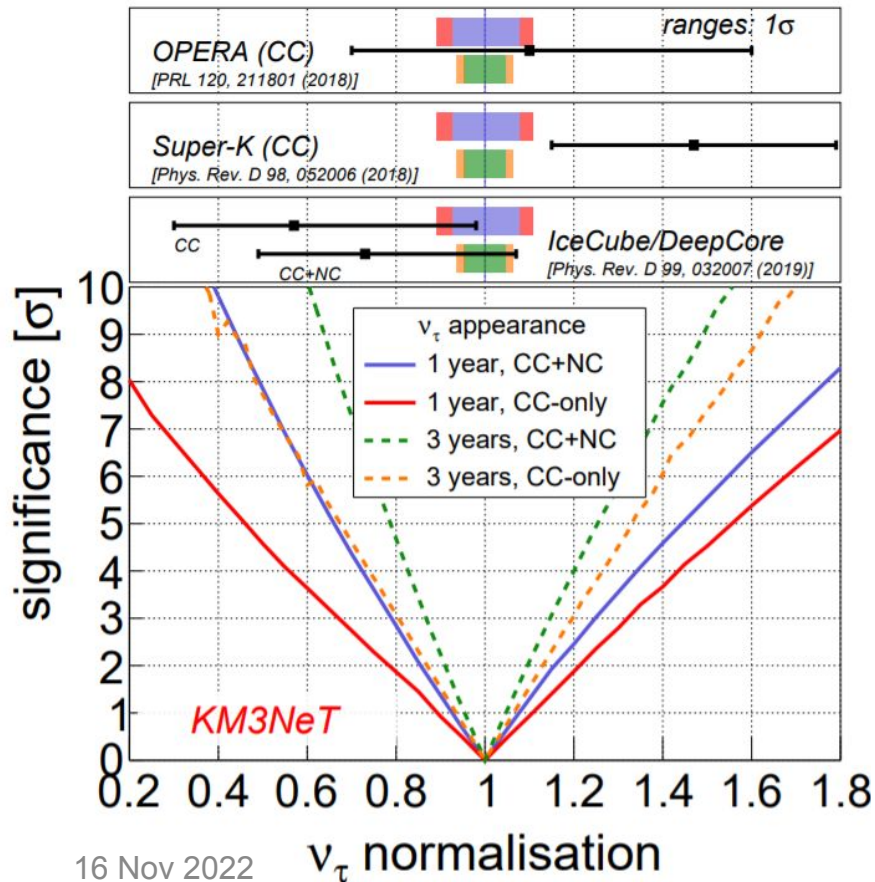 ranges: 1σ
OPERA (CC)
[PRL 120, 211801 (2018)]
Super-K (CC)
[Phys. Rev. D 98, 052006 (2018)]
CC
IceCube/DeepCore
CC+NC
[Phys. Rev. D 99, 032007 (2019)]
significance [σ]
10
9
8
7
6
5
4
3
2
1
0
ντ appearance
1 year, CC+NC
1 year, CC-only
3 years, CC+NC
3 years, CC-only
KM3NeT
0.2 0.4 0.6 0.8 1 1.2 1.4 1.6 1.8
ντ normalisation
16 Nov 2022